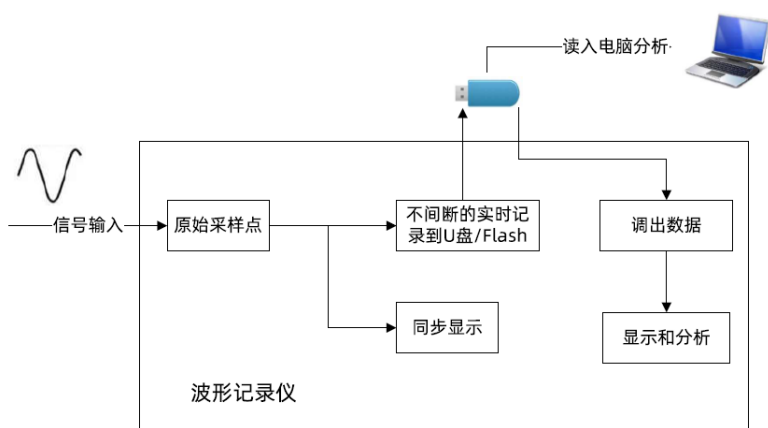 读入电脑分析
信号输入
原始采样点
不间断的实时记
录到U盘/Flash
调出数据
同步显示
显示和分析
波形记录仪